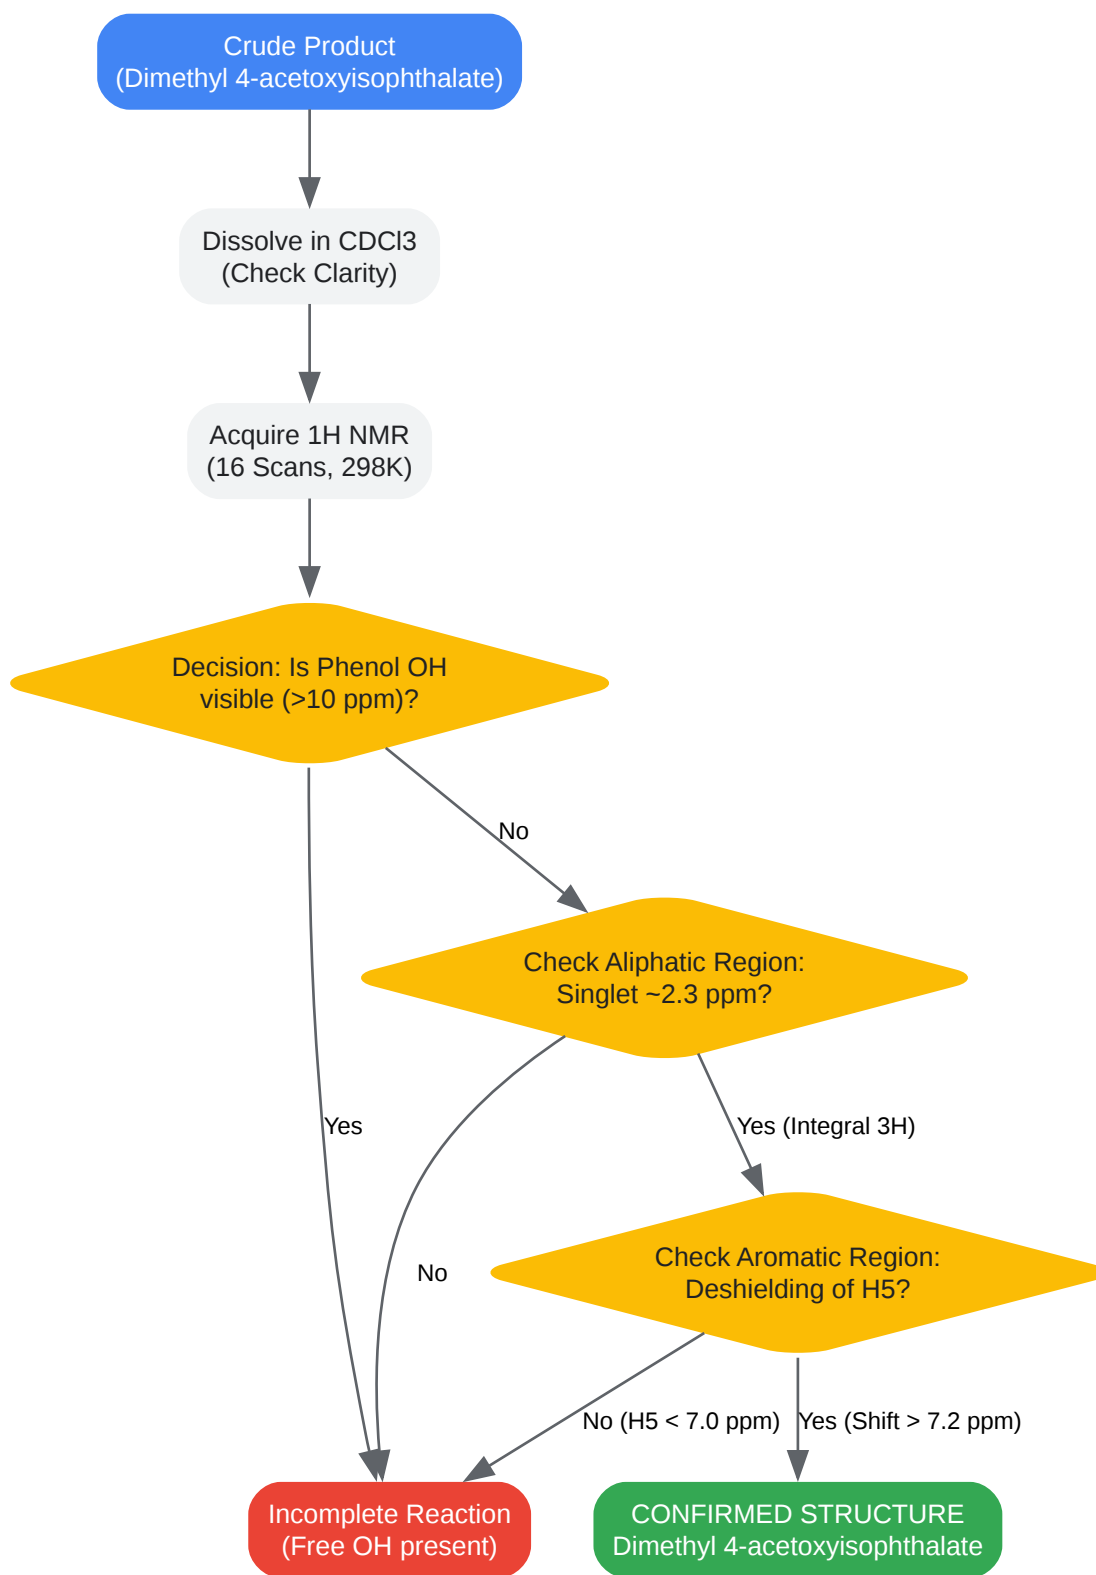 Crude Product
(Dimethyl 4-acetoxyisophthalate)
Dissolve in CDCl3
(Check Clarity)
Acquire 1H NMR
(16 Scans, 298K)
Decision: Is Phenol OH
visible (>10 ppm)?
No
Check Aliphatic Region:
Singlet ~2.3 ppm?
Yes
Yes (Integral 3H)
No
Check Aromatic Region:
Deshielding of H5?
No (H5 < 7.0 ppm)
Yes (Shift > 7.2 ppm)
Incomplete Reaction
(Free OH present)
CONFIRMED STRUCTURE
Dimethyl 4-acetoxyisophthalate